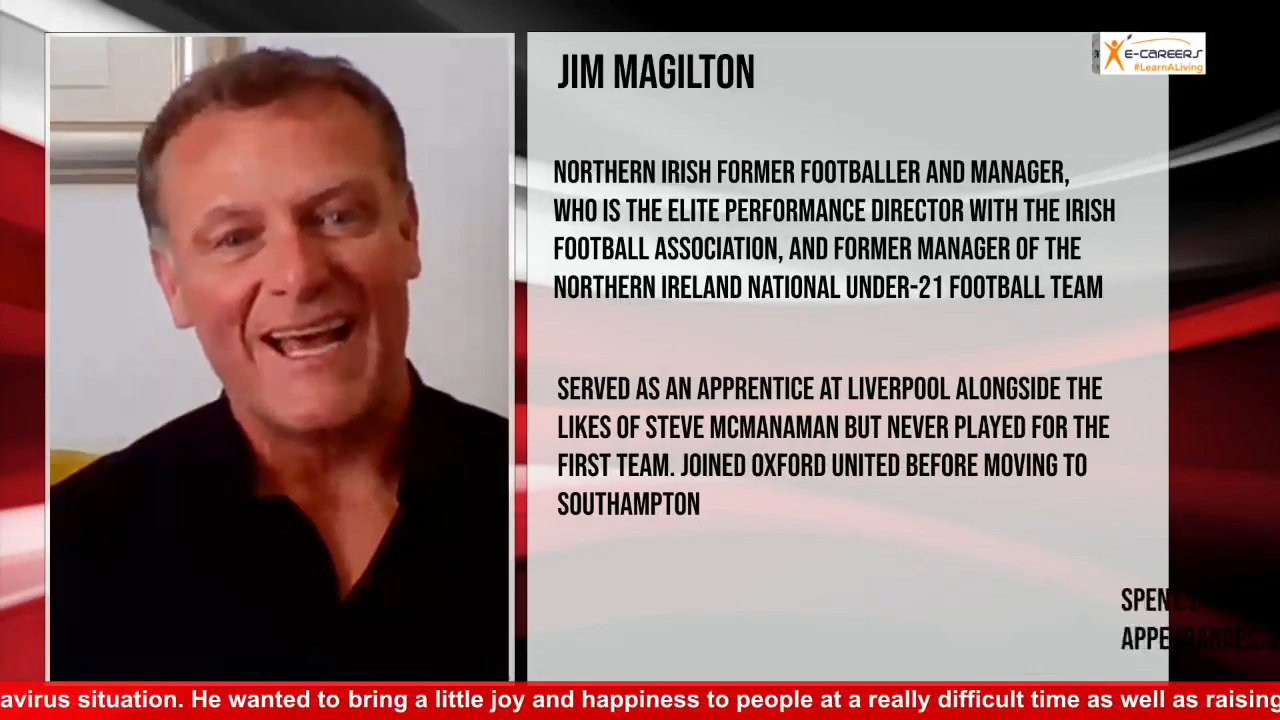 JIM MAGILTON
E-CAREERS
#LearnALiving
NORTHERN IRISH FORMER FOOTBALLER AND MANAGER,
WHO IS THE ELITE PERFORMANCE DIRECTOR WITH THE IRISH
FOOTBALL ASSOCIATION, AND FORMER MANAGER OF THE
NORTHERN IRELAND NATIONAL UNDER-21 FOOTBALL TEAM
SERVED AS AN APPRENTICE AT LIVERPOOL ALONGSIDE THE
LIKES OF STEVE MCMANAMAN BUT NEVER PLAYED FOR THE
FIRST TEAM. JOINED OXFORD UNITED BEFORE MOVING TO
SOUTHAMPTON
SPENT
APPEARANCES
avirus situation. He wanted to bring a little joy and happiness to people at a really difficult time as well as raising